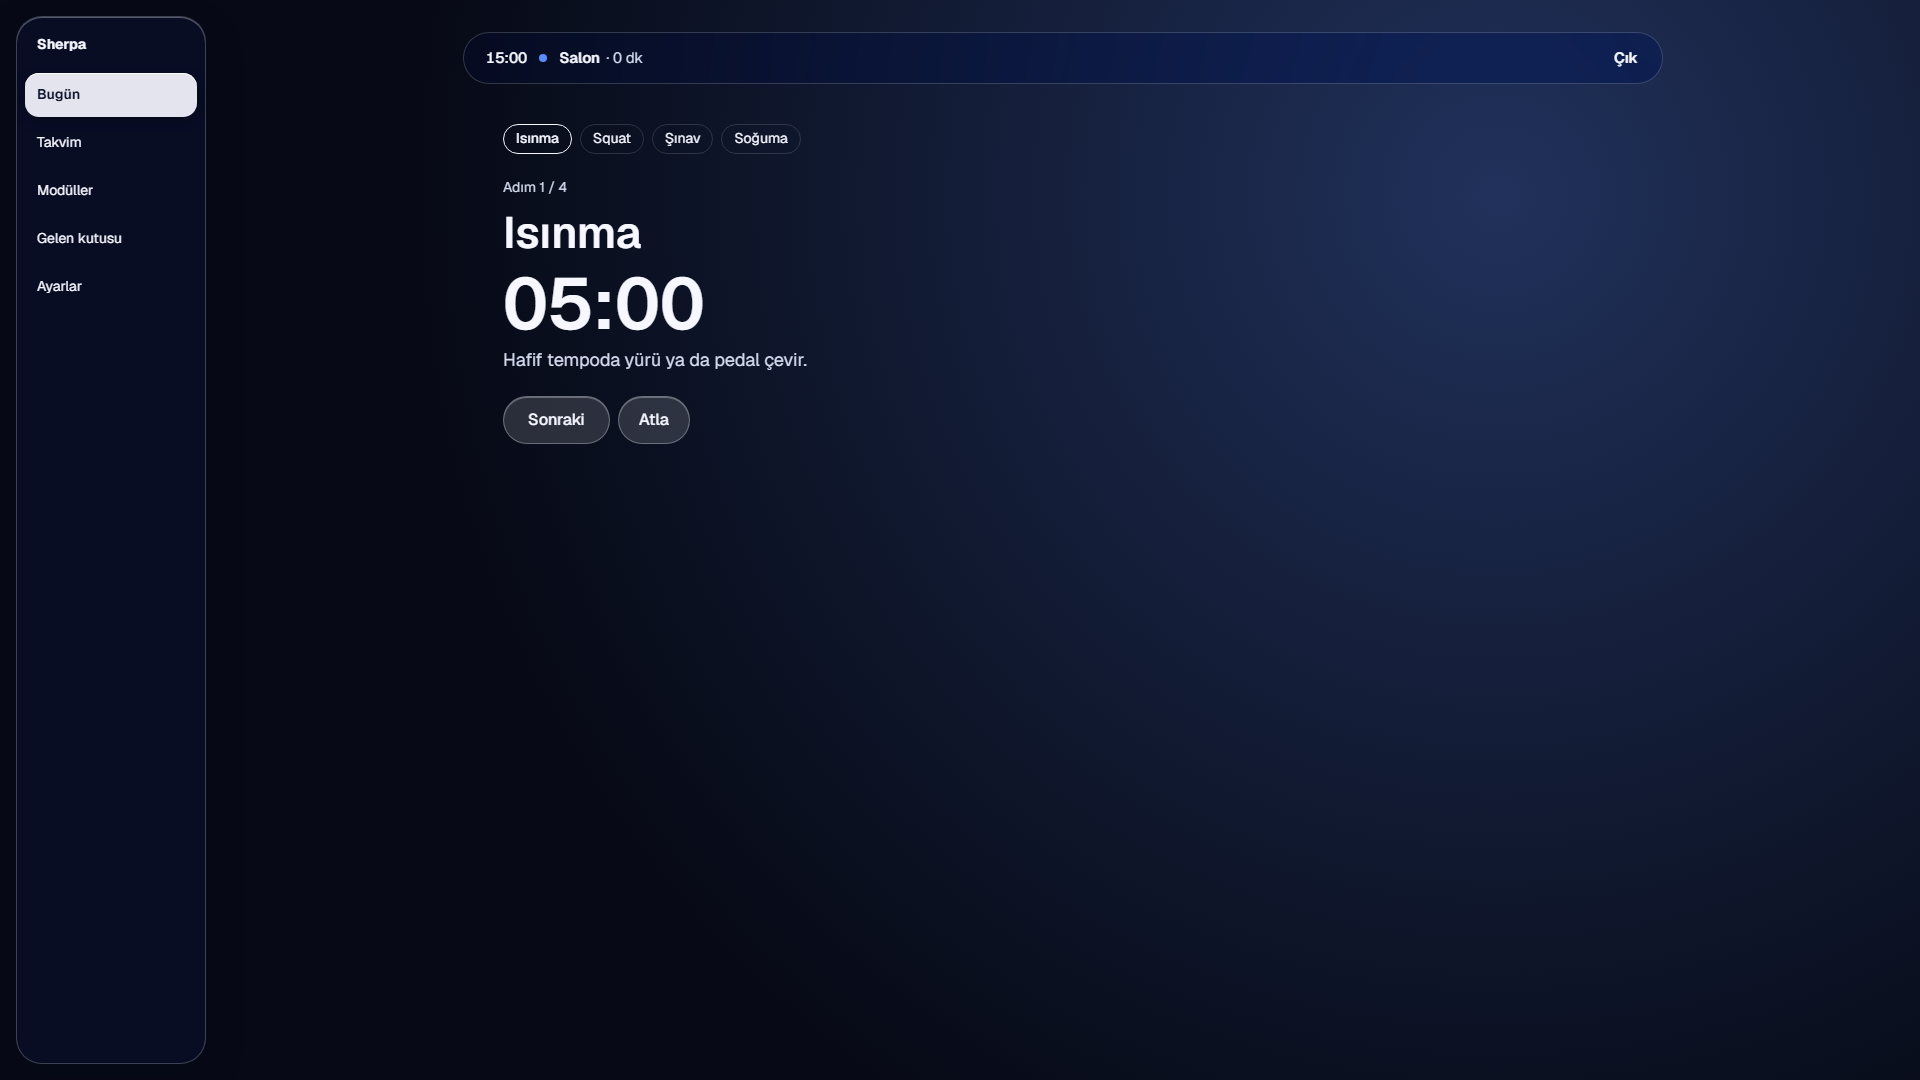 Sherpa
Bugün
Takvim
Modüller
Gelen kutusu
Ayarlar
15:00 Salon · 0 dk Çık
Isınma Squat Şınav Soğuma
Adım 1 / 4
Isınma
05:00
Hafif tempoda yürü ya da pedal çevir.
Sonraki Atla